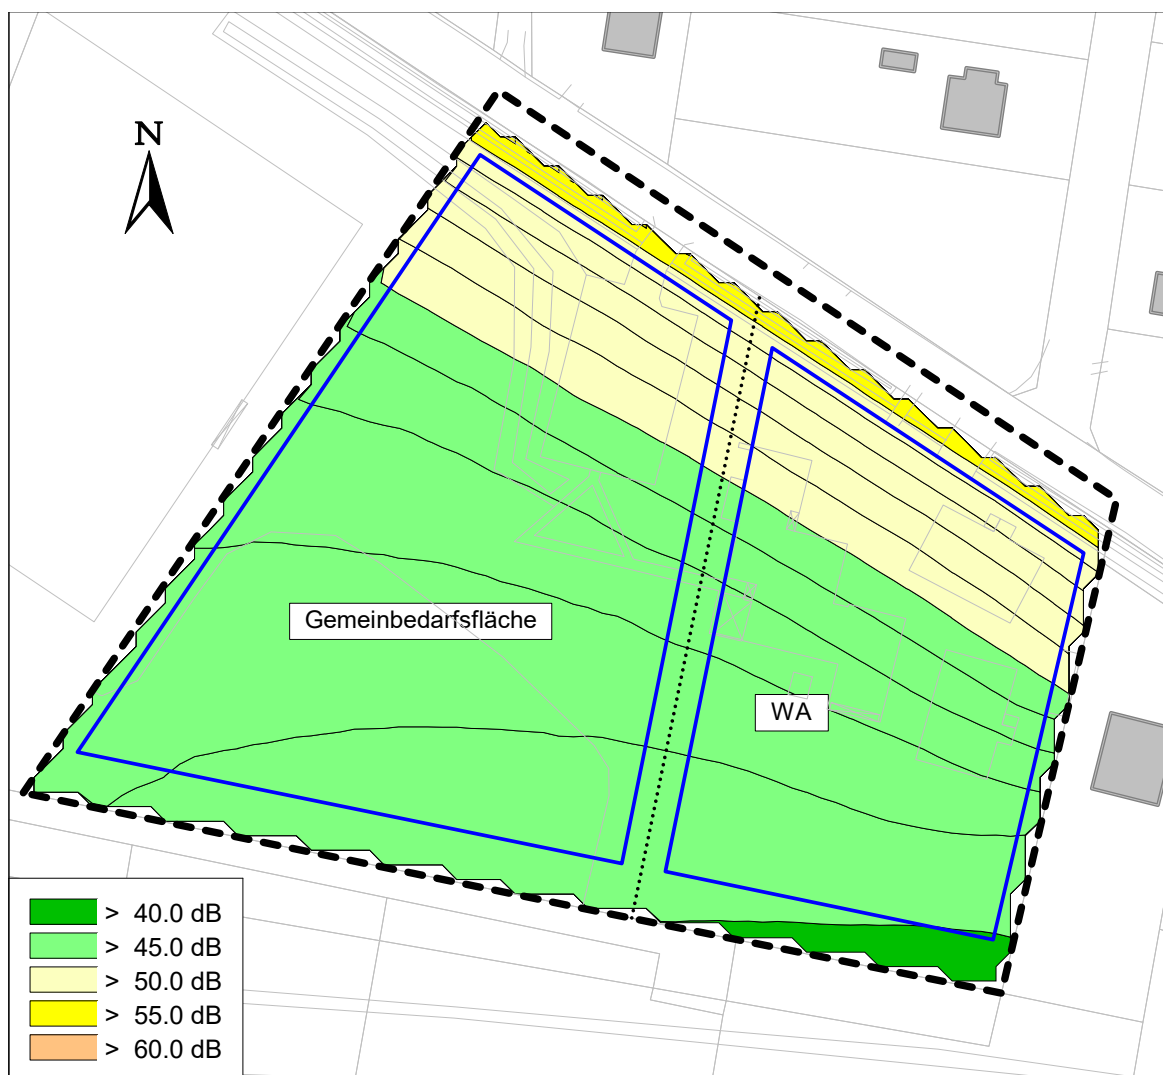 N
Gemeinbedarfsfläche
WA
> 40.0 dB
> 45.0 dB
> 50.0 dB
> 55.0 dB
> 60.0 dB